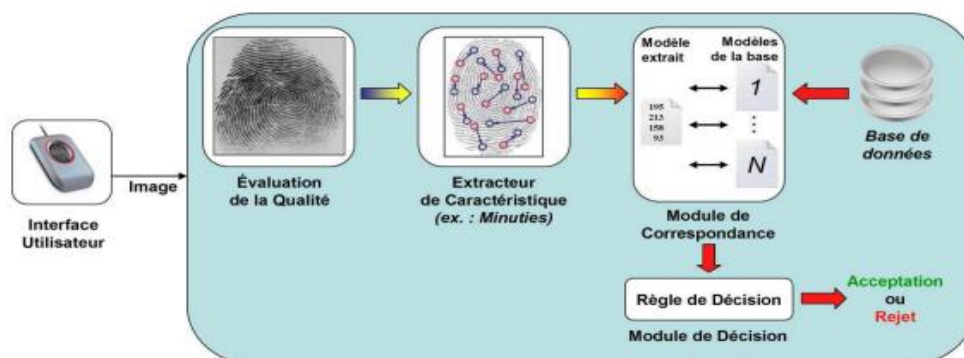 Interface
Utilisateur
Image
Évaluation
de la Qualité
Extracteur
de Caractéristique
(ex. : Minuties)
Modèle
extrait
Modèles
de la base
195
213
158
93
1
⋮
N
Module de
Correspondance
Base de
données
Règle de Décision
Module de Décision
Acceptation
ou
Rejet